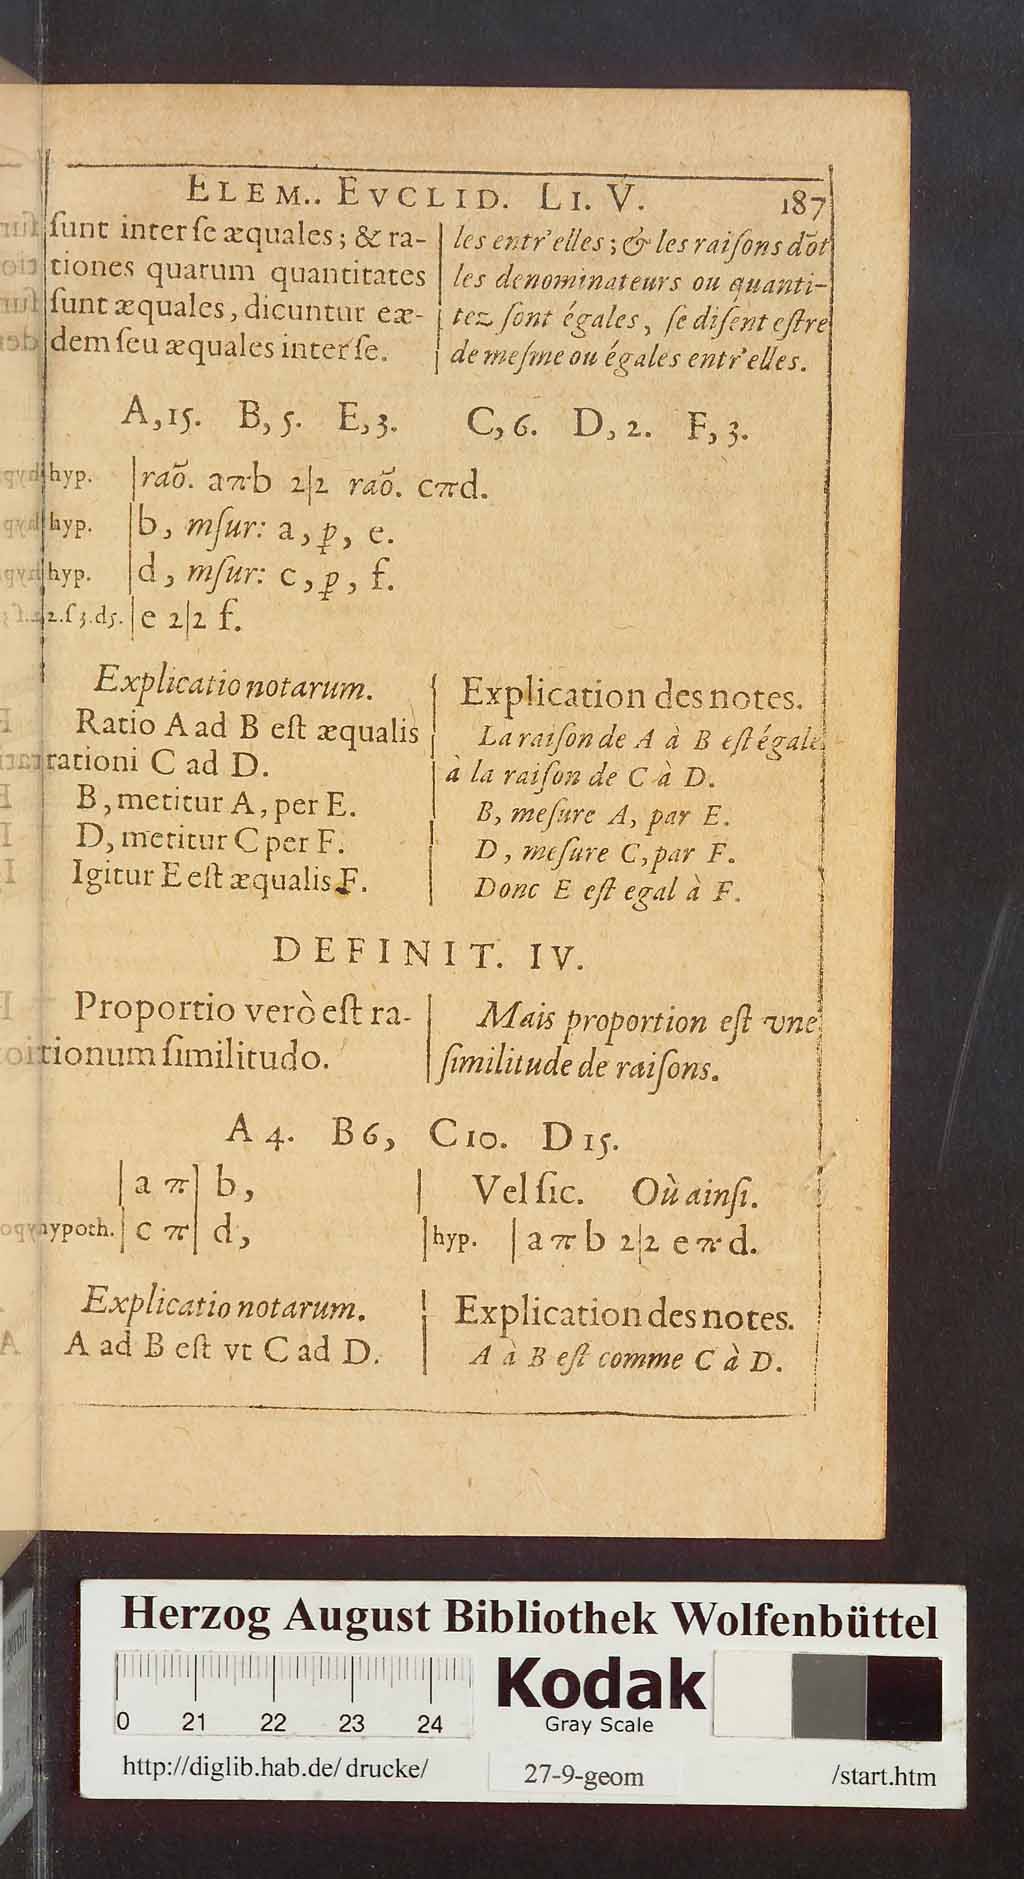 ELEM.. EVCLID. LI. V. 187
ſunt inter ſe æquales; & ra-
tiones quarum quantitates
ſunt æquales, dicuntur eæ-
dem ſeu æquales inter ſe.
les entr'elles; & les raiſons dõt
les denominateurs ou quanti-
tez ſont égales, ſe diſent eſtre
de meſme ou égales entr'elles.
A, 15. B, 5. E, 3. C, 6. D, 2. F, 3.
hyp. | raõ. aπb 2|2 raõ. cπd.
hyp. | b, mſur: a, ꝑ, e.
hyp. | d, mſur: c, ꝑ, f.
2.ſ3.d5. | e 2|2 f.
Explicatio notarum.
Ratio A ad B eſt æqualis
rationi C ad D.
B, metitur A, per E.
D, metitur C per F.
Igitur E eſt æqualis F.
Explication des notes.
La raiſon de A à B eſt égale
à la raiſon de C à D.
B, meſure A, par E.
D, meſure C, par F.
Donc E eſt egal à F.
DEFINIT. IV.
Proportio verò eſt ra-
tionum ſimilitudo.
Mais proportion eſt vne
ſimilitude de raiſons.
A 4. B 6, C 10. D 15.
| a π | b,
hypoth. | c π | d,
| Vel ſic. Où ainſi.
| hyp. | a π b 2|2 e π d.
Explicatio notarum.
A ad B eſt vt C ad D.
Explication des notes.
A à B eſt comme C à D.
Herzog August Bibliothek Wolfenbüttel
0 21 22 23 24
Kodak
Gray Scale
http://diglib.hab.de/drucke/ 27-9-geom /start.htm